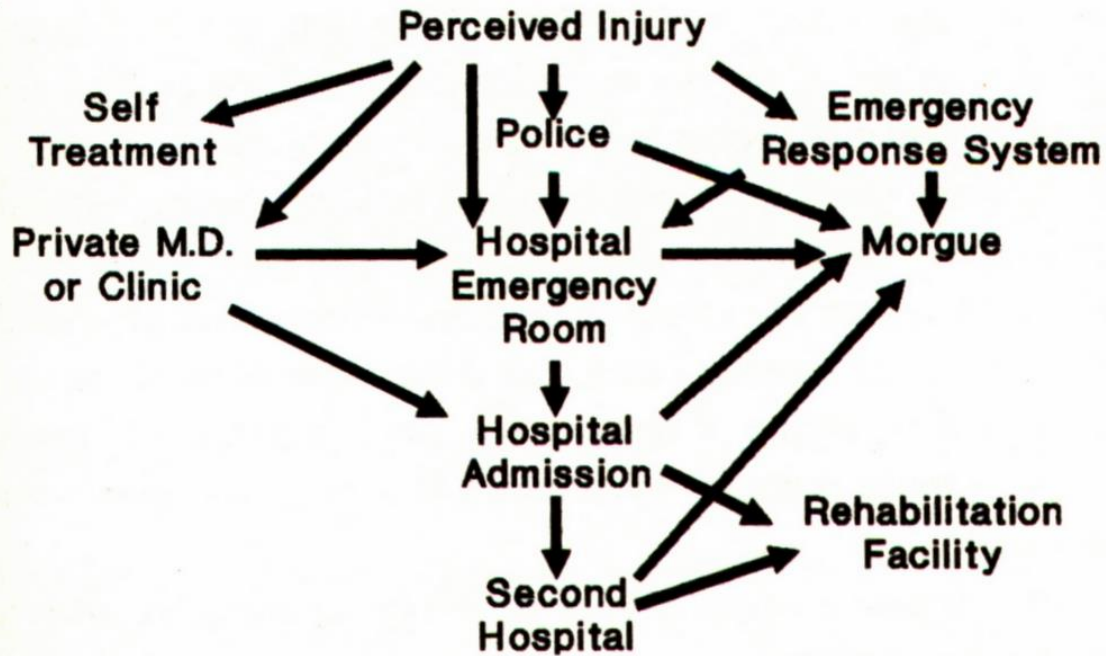 Perceived Injury
Self
Treatment
Police
Emergency
Response System
Private M.D.
or Clinic
Hospital
Emergency
Room
Morgue
Hospital
Admission
Rehabilitation
Facility
Second
Hospital